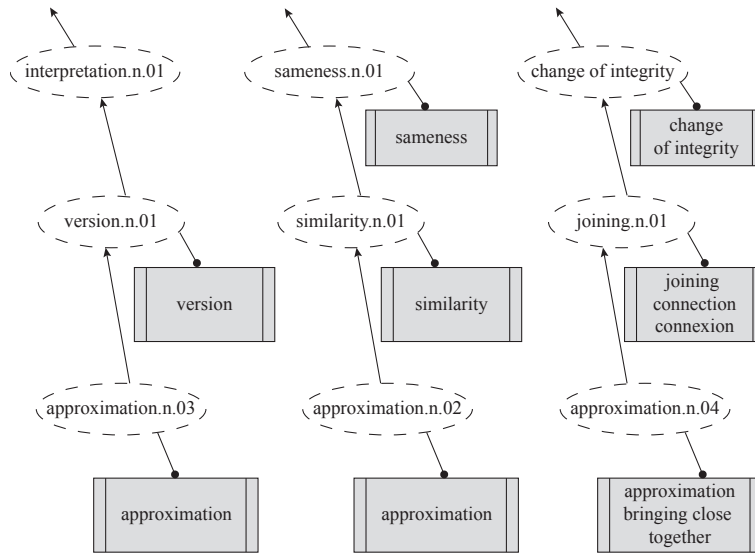 interpretation.n.01
sameness.n.01
change of integrity
sameness
change
of integrity
version.n.01
similarity.n.01
joining.n.01
version
similarity
joining
connection
connexion
approximation.n.03
approximation.n.02
approximation.n.04
approximation
approximation
approximation
bringing close
together